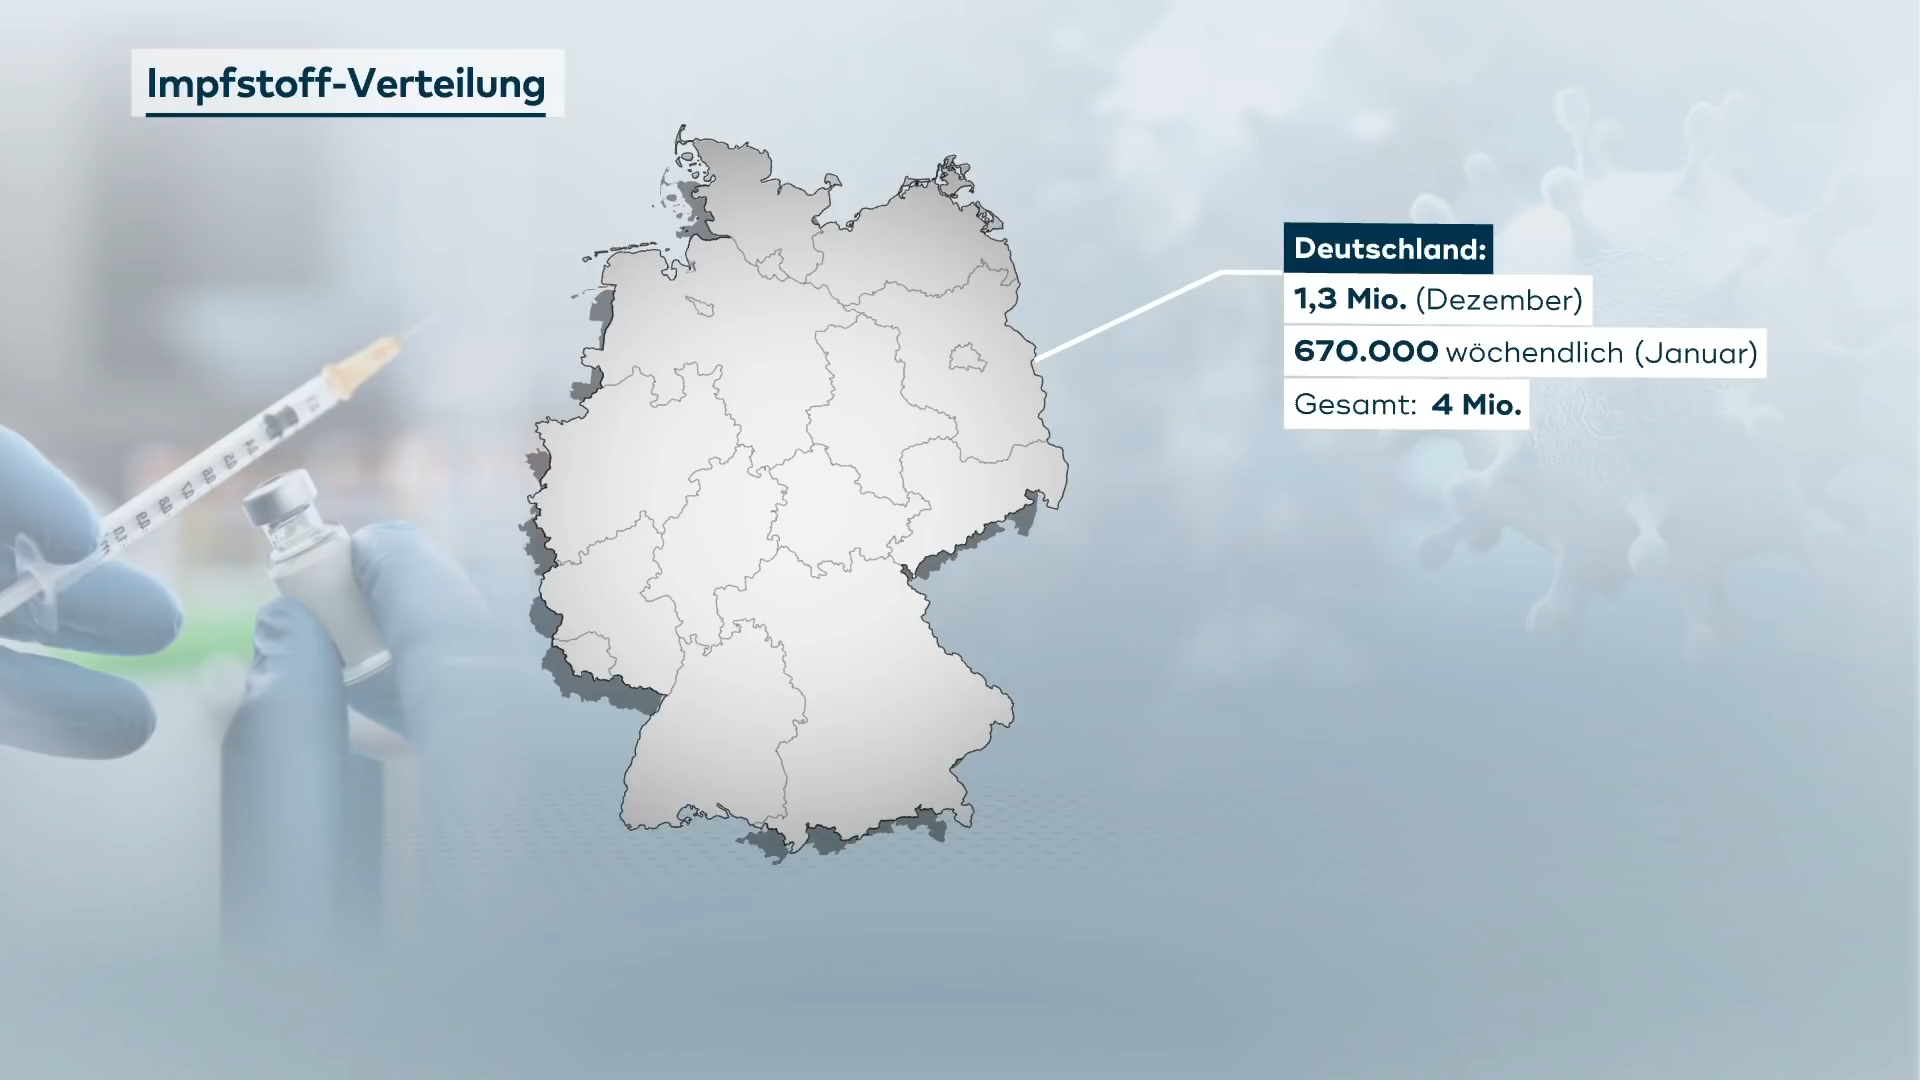 Impfstoff-Verteilung
Deutschland:
1,3 Mio. (Dezember)
670.000 wöchendlich (Januar)
Gesamt: 4 Mio.